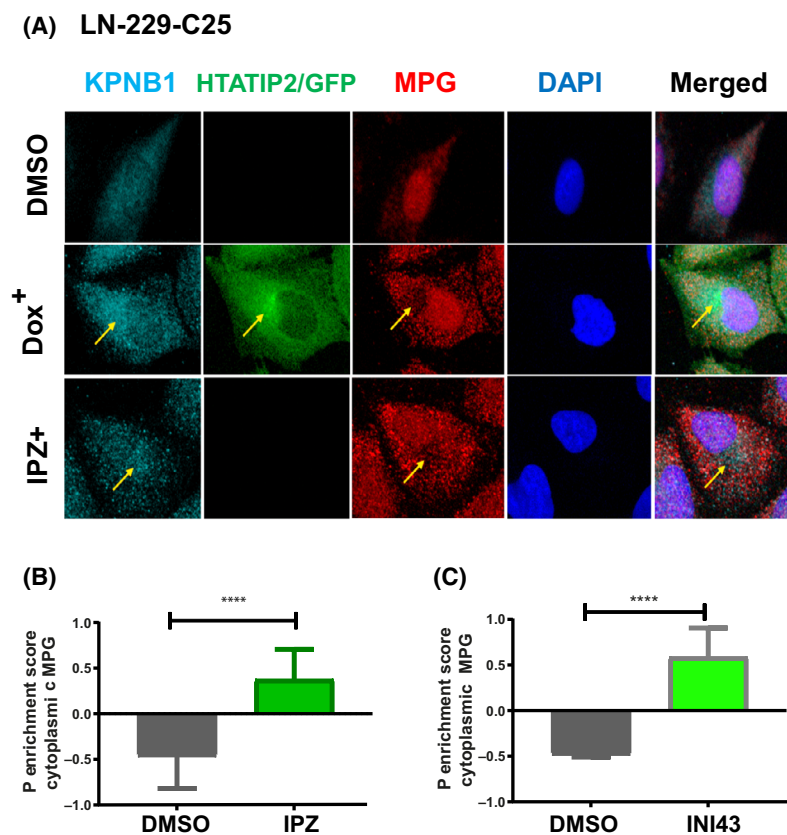 (A) LN-229-C25
KPNB1 HTATIP2/GFP MPG DAPI Merged
DMSO
Dox+
IPZ+
(B)
****
P enrichment score
cytoplasmi c MPG
1.0
0.5
0.0
−0.5
−1.0
DMSO IPZ
(C)
****
P enrichment score
cytoplasmic MPG
1.0
0.5
0.0
−0.5
−1.0
DMSO INI43